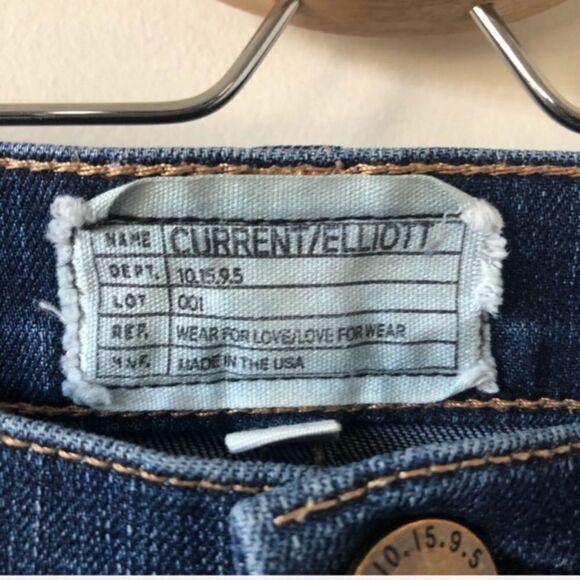 NAME CURRENT/ELLIOTT
DEPT. 10.15.9.5
LOT 001
REF. WEAR FOR LOVE/LOVE FOR WEAR
MNF. MADE IN THE USA
10.15.9.5